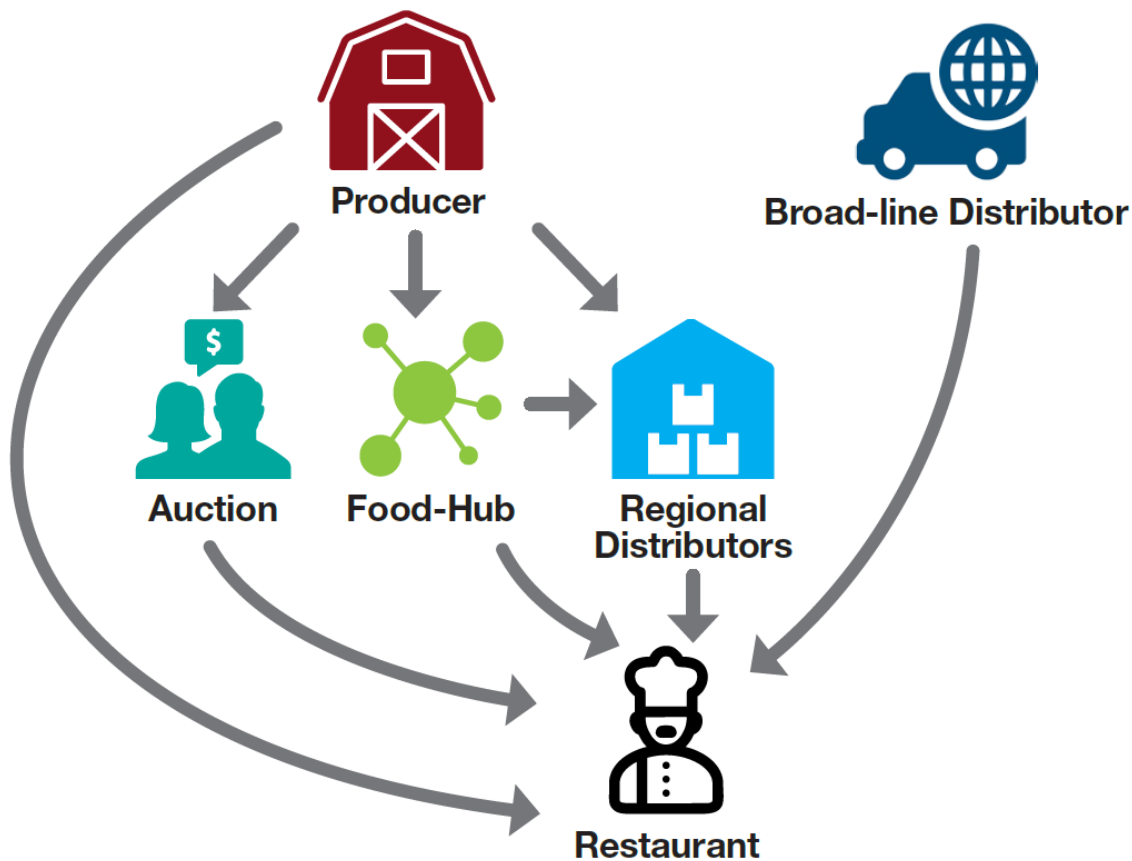 $
Producer
Broad-line Distributor
Auction
Food-Hub
Regional
Distributors
Restaurant